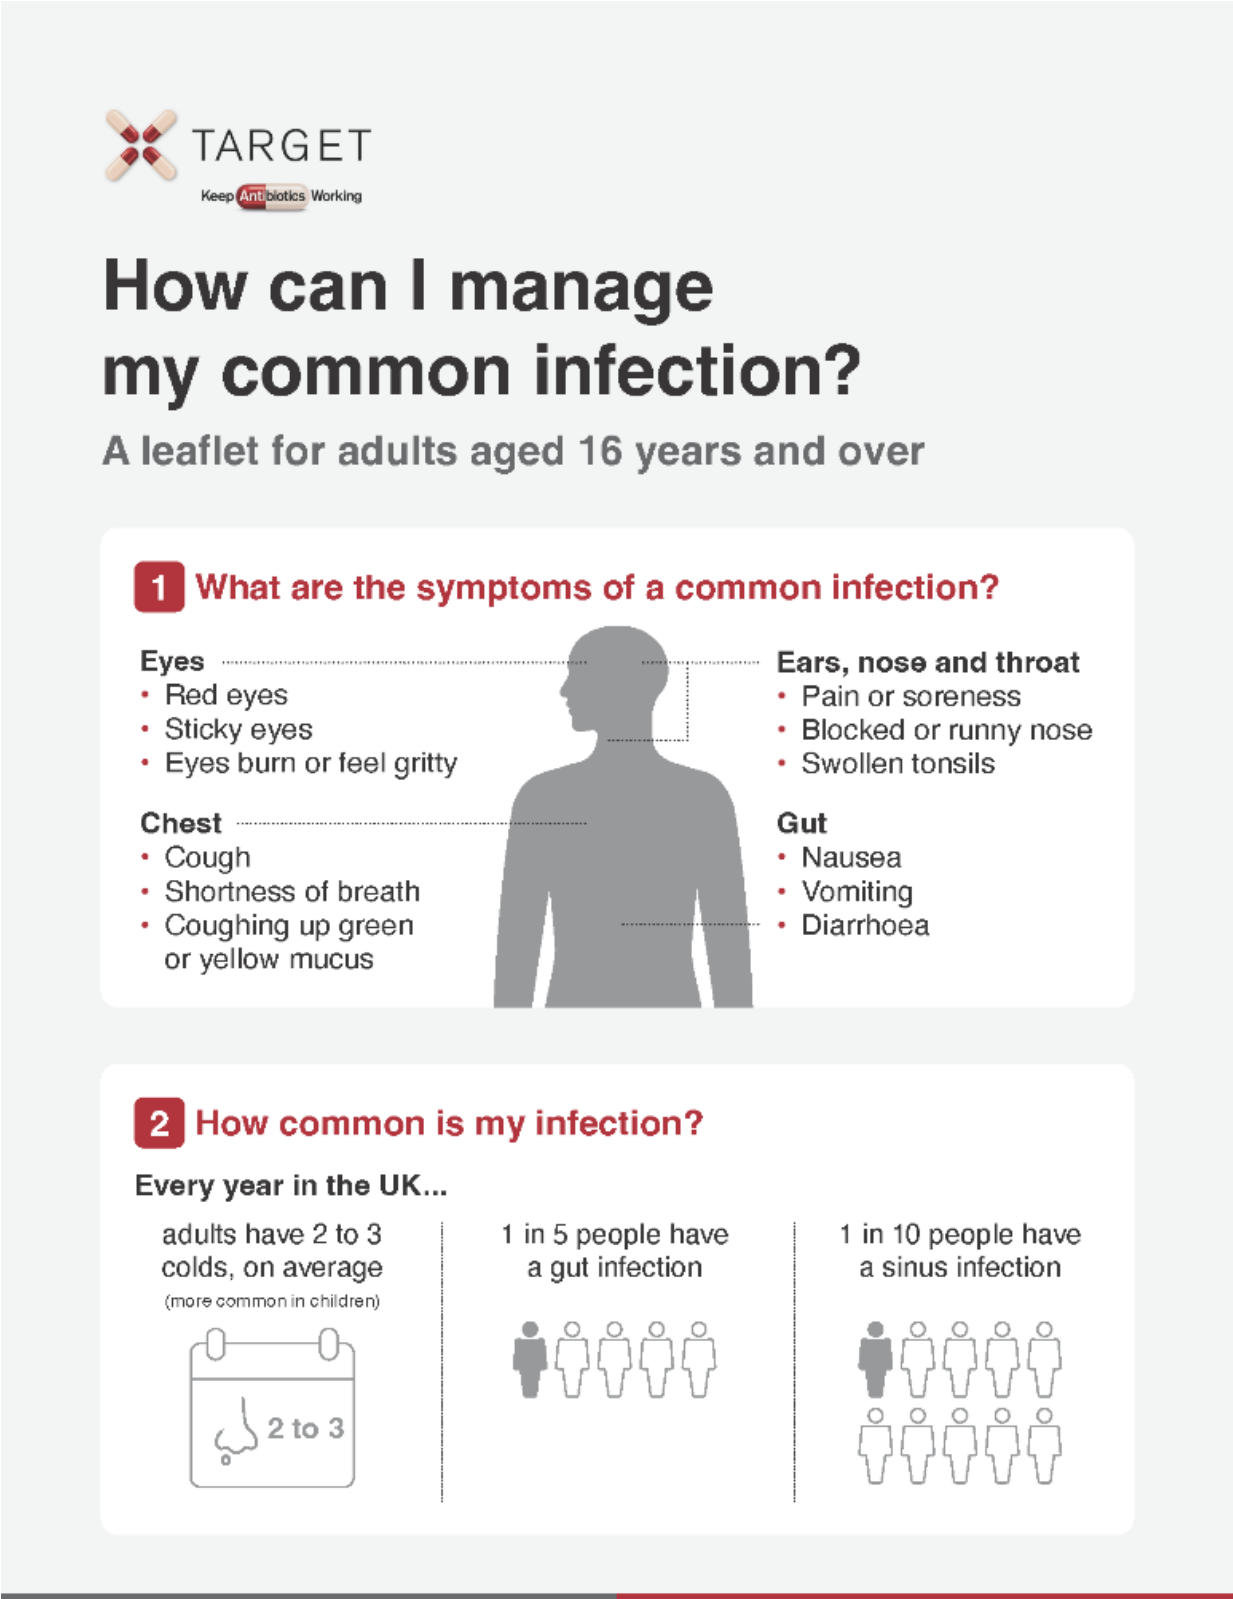 TARGET
Keep Antibiotics Working
How can I manage
my common infection?
A leaflet for adults aged 16 years and over
1 What are the symptoms of a common infection?
Eyes
• Red eyes
• Sticky eyes
• Eyes burn or feel gritty
Ears, nose and throat
• Pain or soreness
• Blocked or runny nose
• Swollen tonsils
Chest
• Cough
• Shortness of breath
• Coughing up green
or yellow mucus
Gut
• Nausea
• Vomiting
• Diarrhoea
2 How common is my infection?
Every year in the UK...
adults have 2 to 3
colds, on average
(more common in children)
2 to 3
1 in 5 people have
a gut infection
1 in 10 people have
a sinus infection